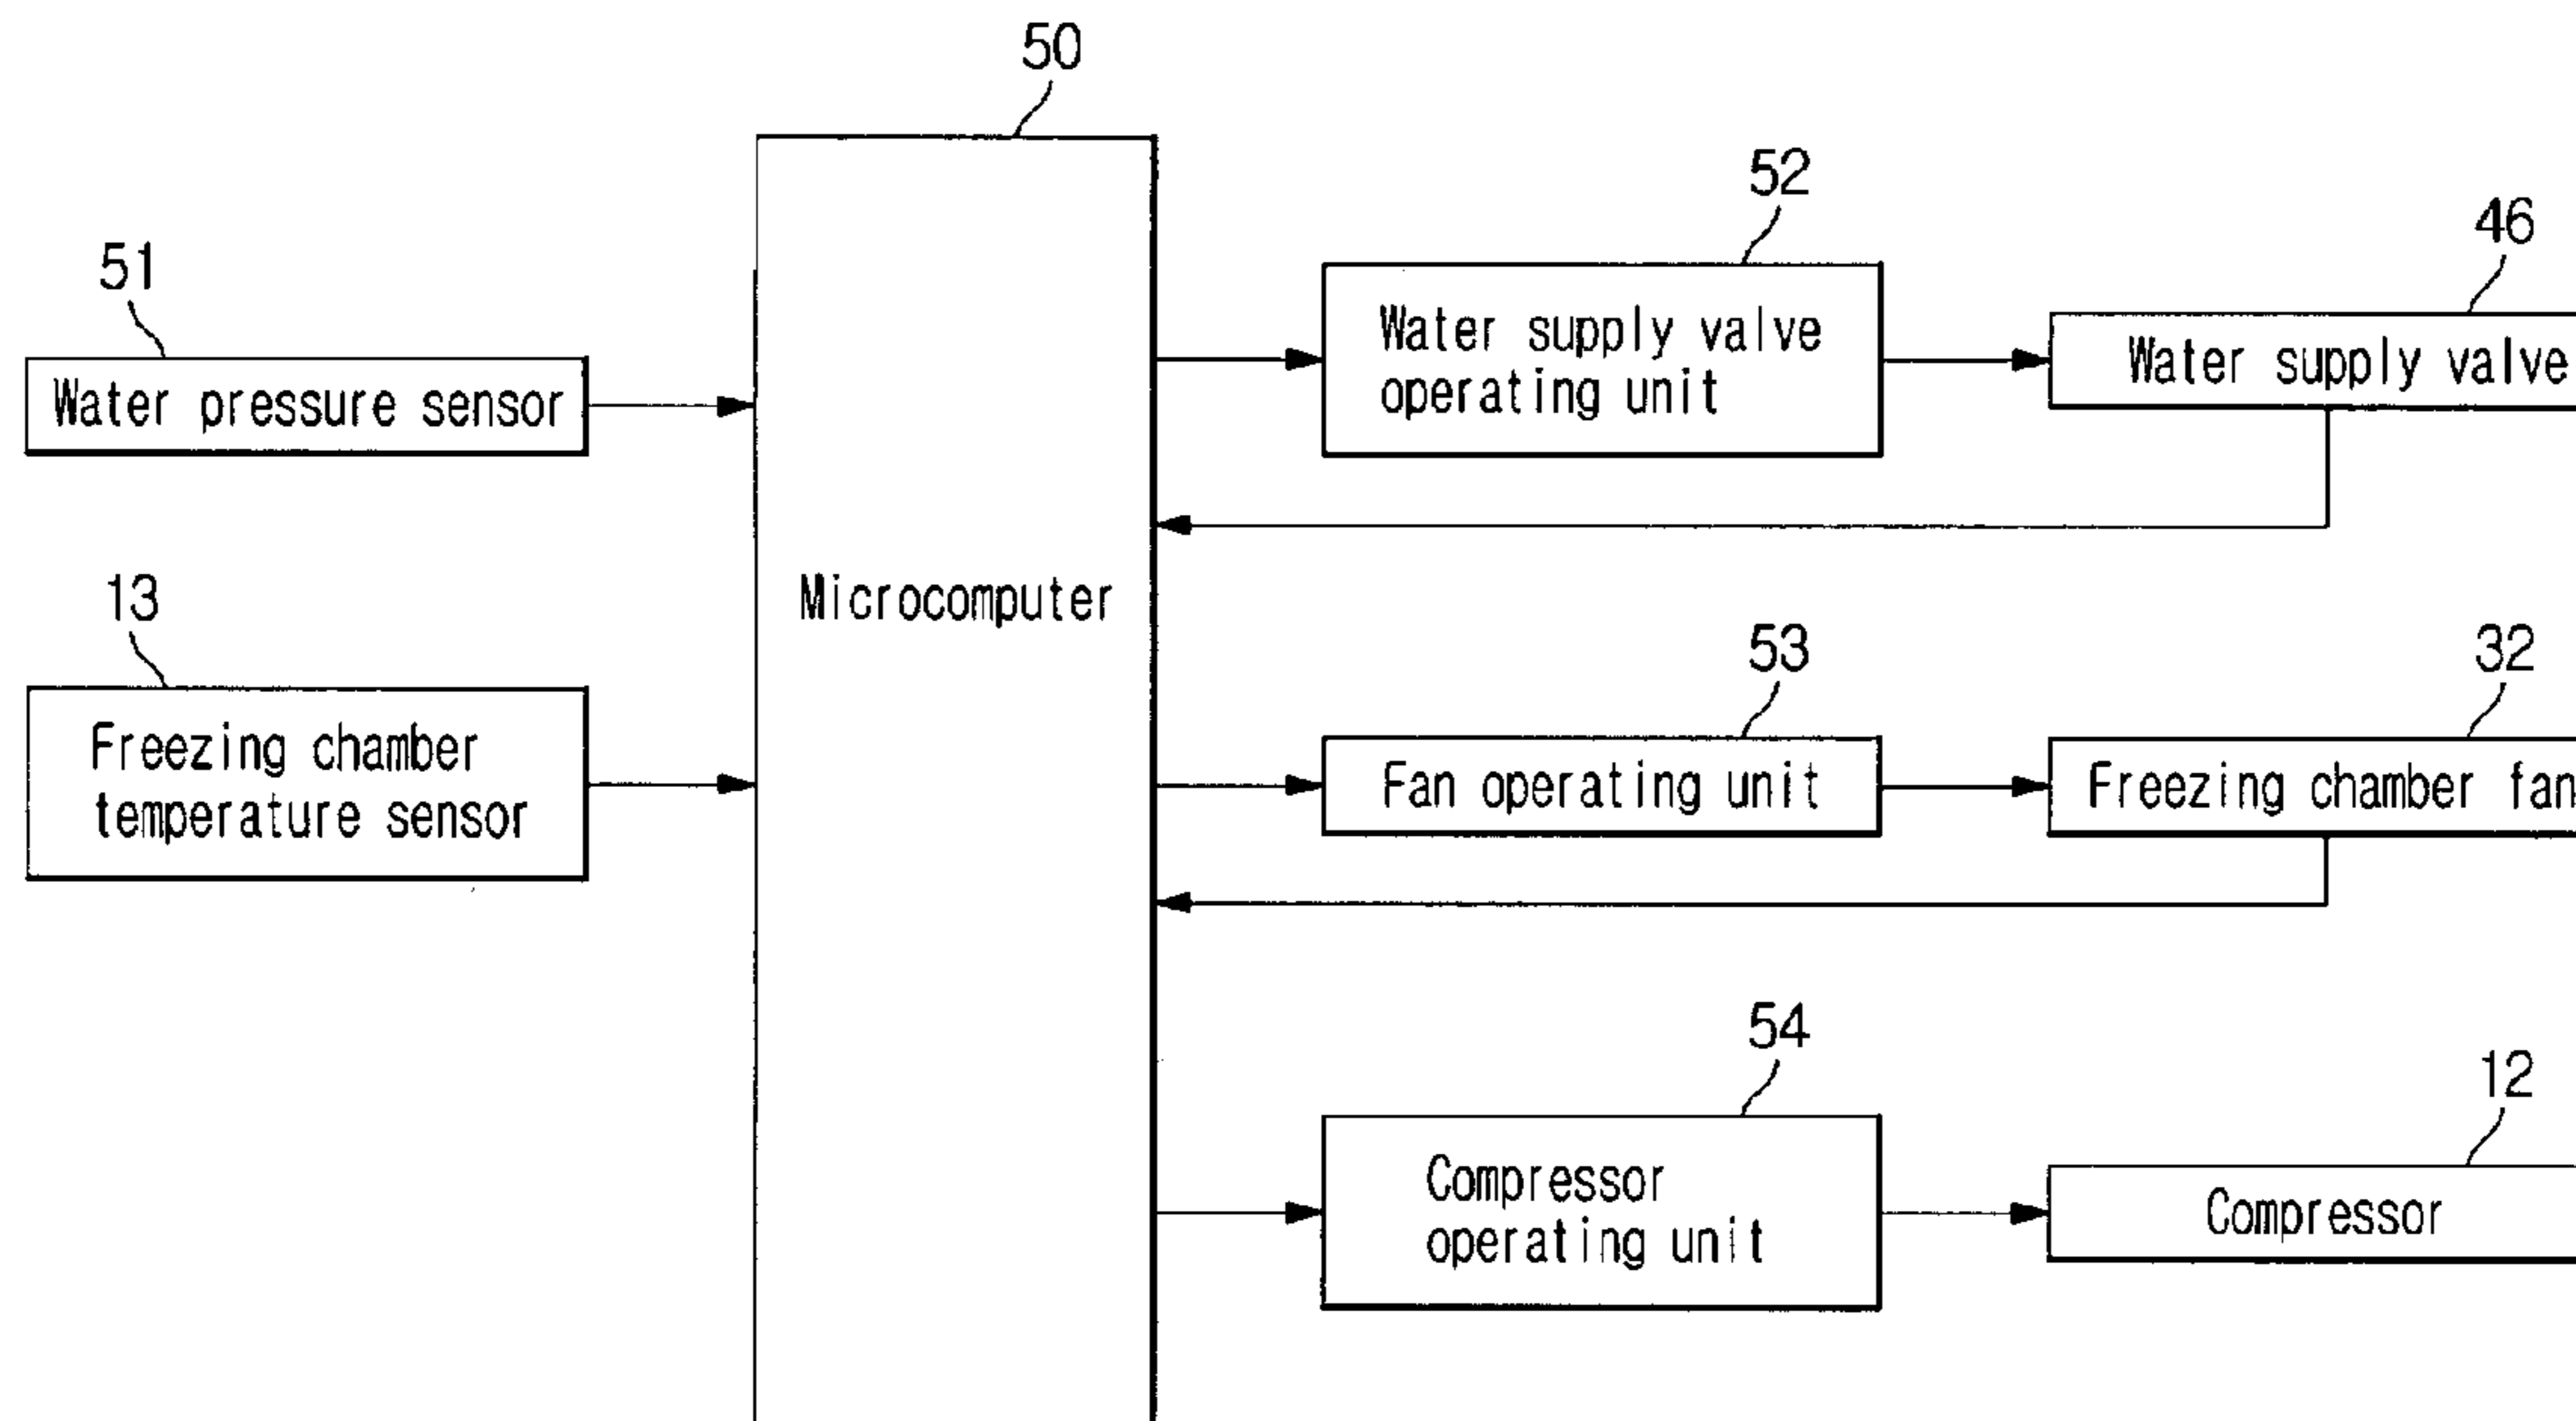 50
52
46
51
Water supply valve
operating unit
Water supply valve
Water pressure sensor
Microcomputer
13
53
32
Freezing chamber
temperature sensor
Fan operating unit
Freezing chamber fan
54
12
Compressor
operating unit
Compressor